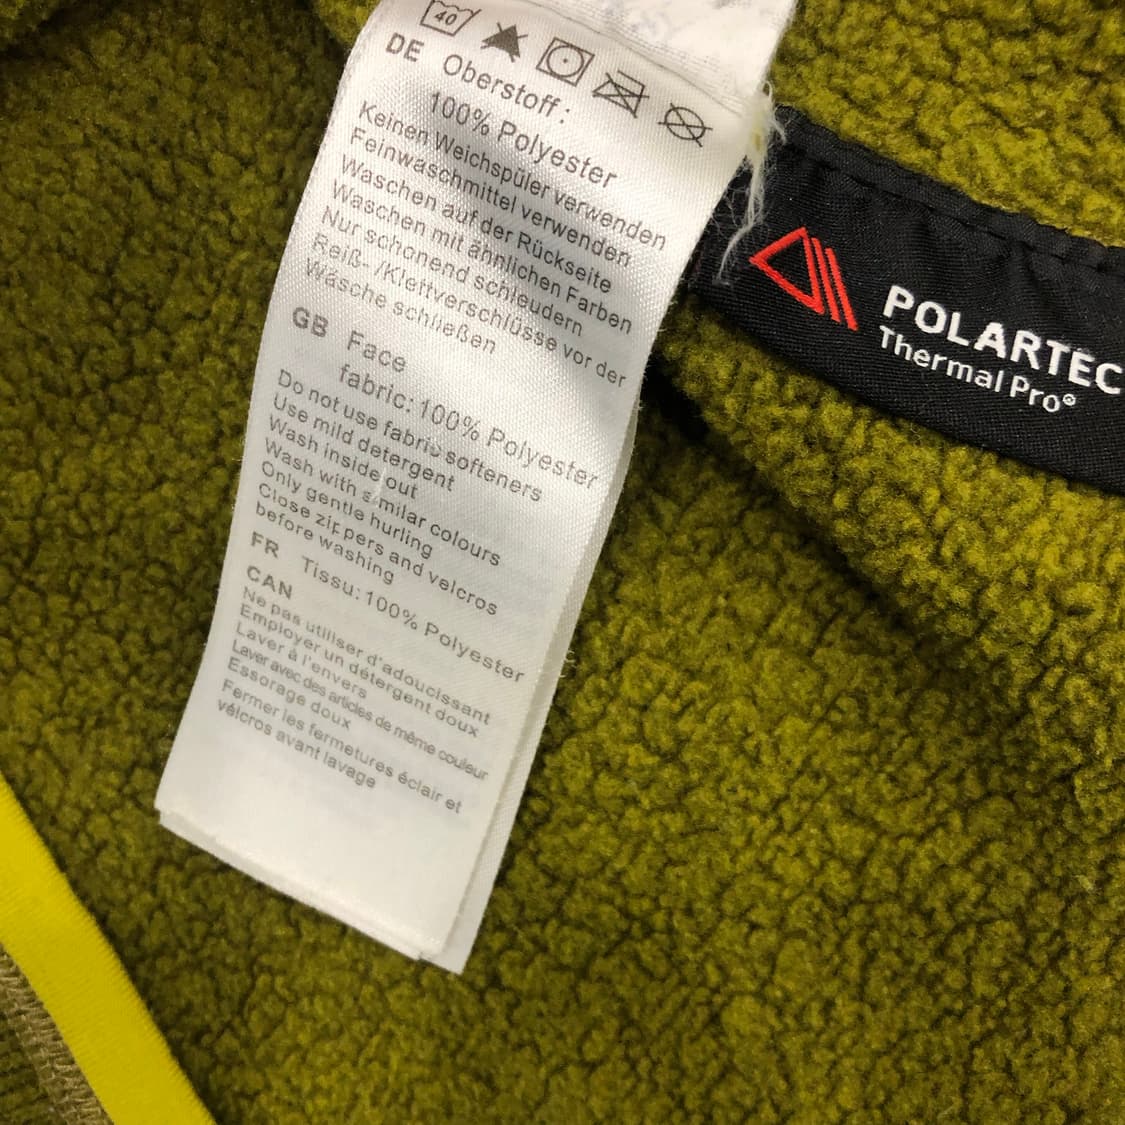 40
DE Oberstoff:
100% Polyester
Keinen Weichspüler verwenden
Feinwaschmittel verwenden
Waschen auf der Rückseite
Waschen mit ähnlichen Farben
Nur schonend schleudern
Reiß- /Klettverschlüsse vor der
Wäsche schließen
GB Face
fabric: 100% Polyester
Do not use fabric softeners
Use mild detergent
Wash inside out
Wash with similar colours
Only gentle hurling
Close zippers and velcros
before washing
FR Tissu:100% Polyester
CAN
Ne pas utiliser d'adoucissant
Employer un détergent doux
Laver à l'envers
Laver avec des articles de même couleur
Essorage doux
Fermer les fermetures éclair et
vélcros avant lavage
POLARTEC
Thermal Pro®